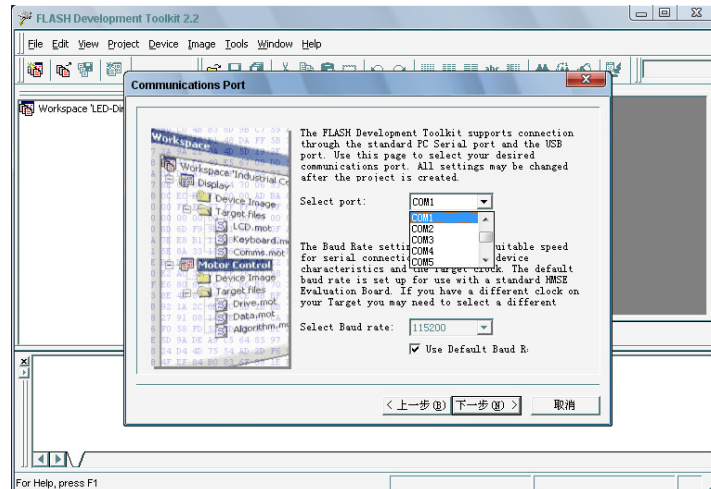 FLASH Development Toolkit 2.2
File Edit View Project Device Image Tools Window Help
abc
Communications Port
Workspace 'LED-Di
Workspace
Workspace 'Industrial Co
Display
Device Image
Target files
LCD.mot
Keyboard.m
Comms.mot
Motor Control
Device Image
Target files
Drive.mot
Data.mot
Algorithm.m
The FLASH Development Toolkit supports connection
through the standard PC Serial port and the USB
port. Use this page to select your desired
communications port. All settings may be changed
after the project is created.
Select port: COM1
COM1
COM2
COM3
COM4
COM5
The Baud Rate settin uitable speed
for serial connecti device
characteristics and the Target clock. The default
baud rate is set up for use with a standard HMSE
Evaluation Board. If you have a different clock on
your Target you may need to select a different
Select Baud rate: 115200
Use Default Baud R
<上一步(B) 下一步(N)> 取消
For Help, press F1